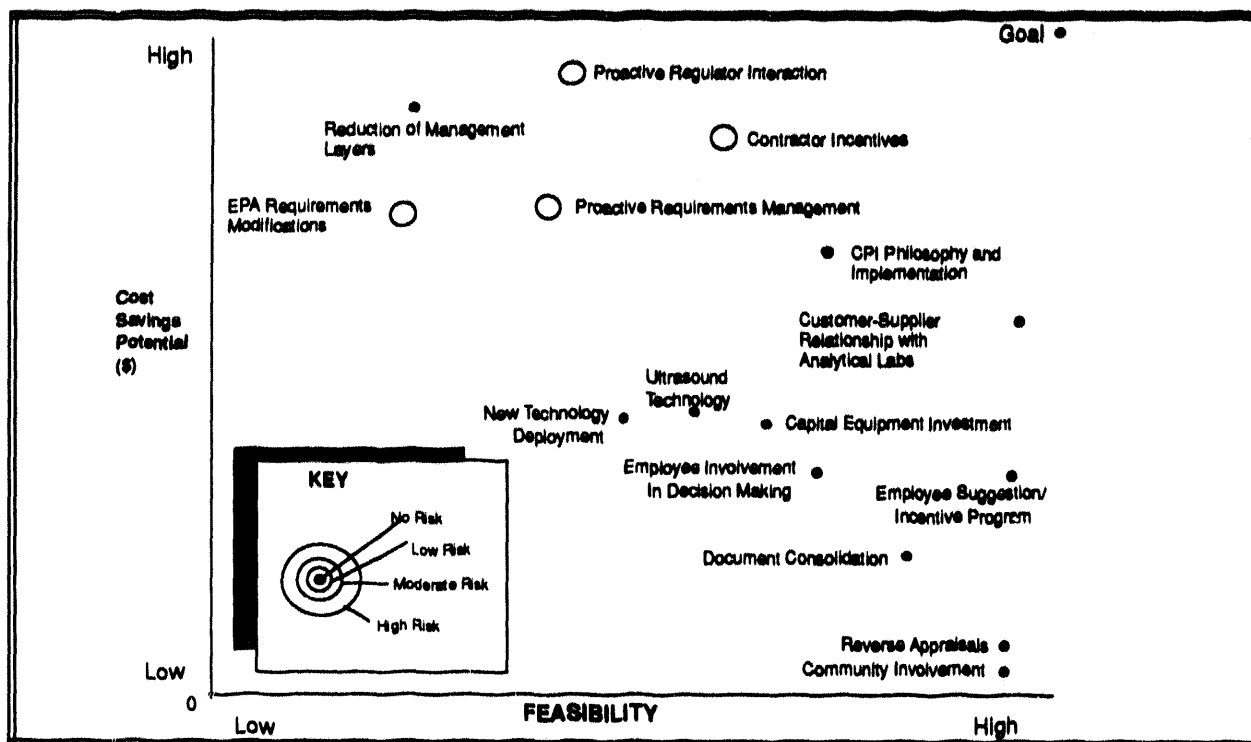 Goal
High
Proactive Regulator Interaction
Reduction of Management
Layers
Contractor Incentives
EPA Requirements
Modifications
Proactive Requirements Management
CPI Philosophy and
Implementation
Cost
Savings
Potential
($)
Customer-Supplier
Relationship with
Analytical Labs
Ultrasound
Technology
New Technology
Deployment
Capital Equipment Investment
Employee Involvement
In Decision Making
Employee Suggestion/
Incentive Program
KEY
No Risk
Low Risk
Moderate Risk
High Risk
Document Consolidation
Reverse Appraisals
Community Involvement
Low
0
FEASIBILITY
Low
High